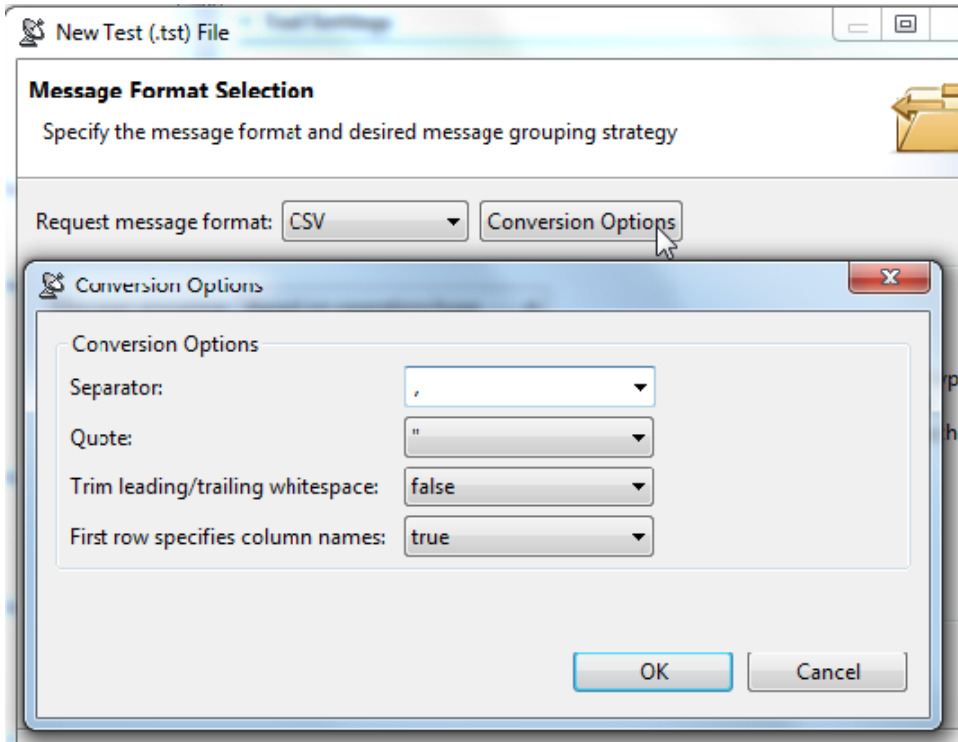 New Test (.tst) File
Message Format Selection
Specify the message format and desired message grouping strategy
Request message format: CSV Conversion Options
Conversion Options
Conversion Options
Separator: ,
Quote: "
Trim leading/trailing whitespace: false
First row specifies column names: true
OK Cancel